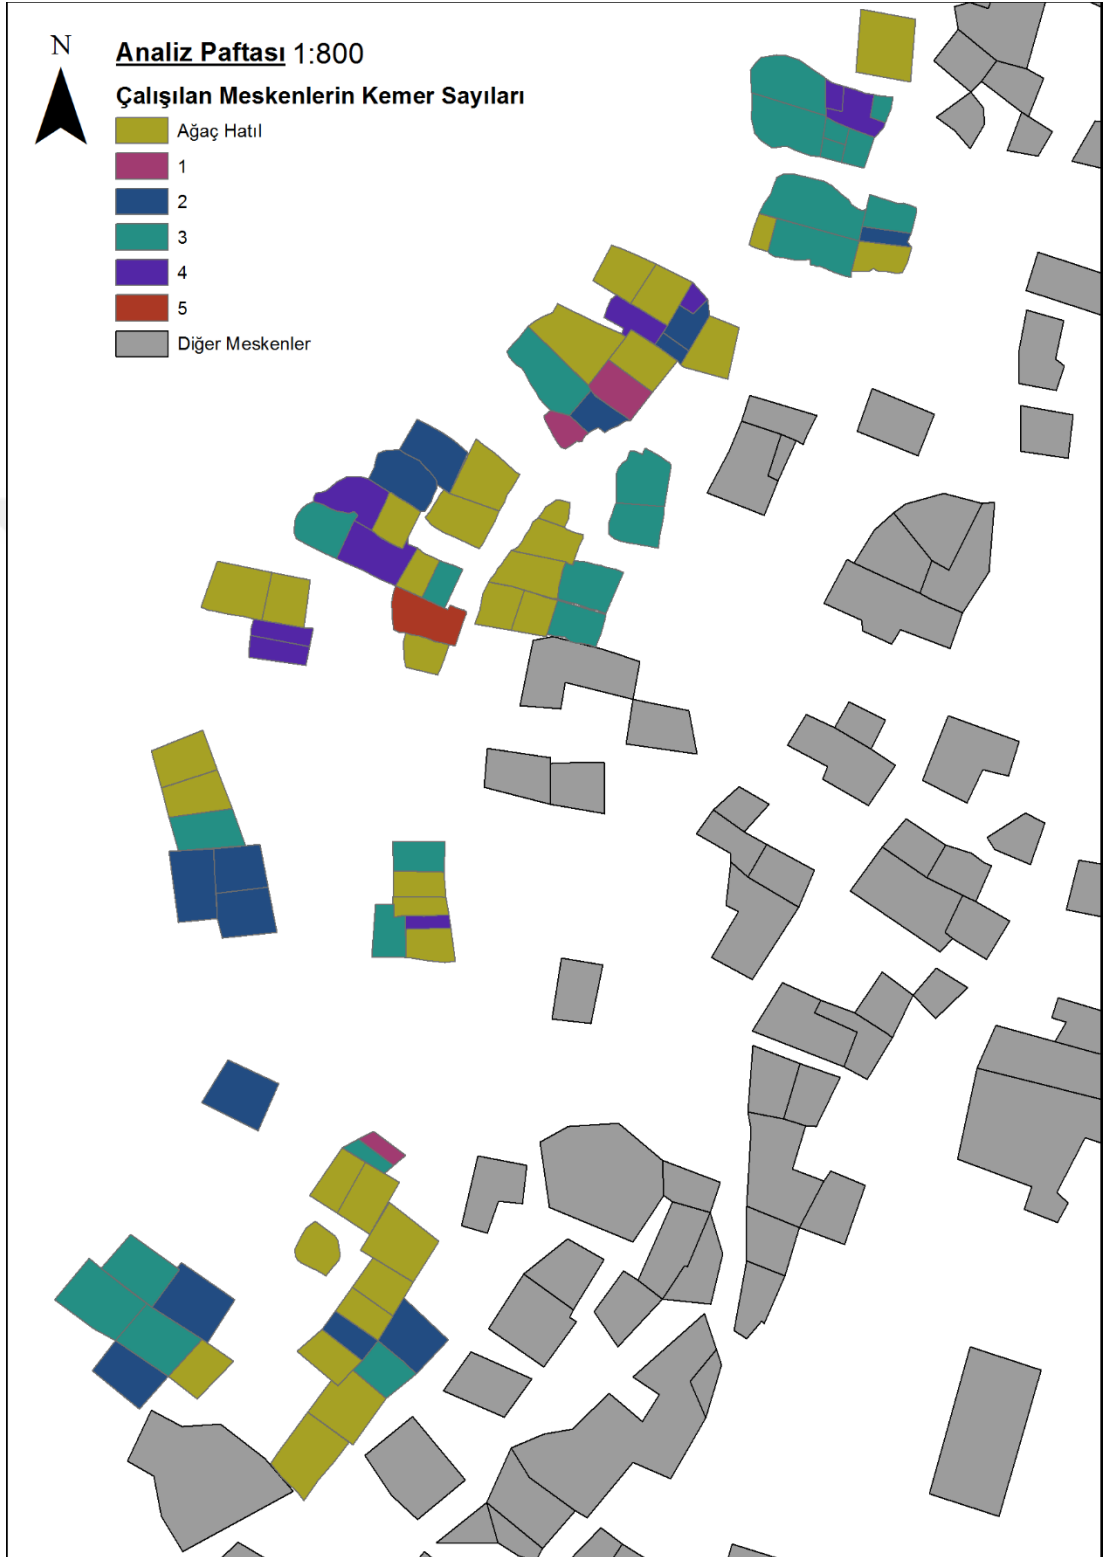 N
Analiz Paftası 1:800
Çalışılan Meskenlerin Kemer Sayıları
Ağaç Hatıl
1
2
3
4
5
Diğer Meskenler